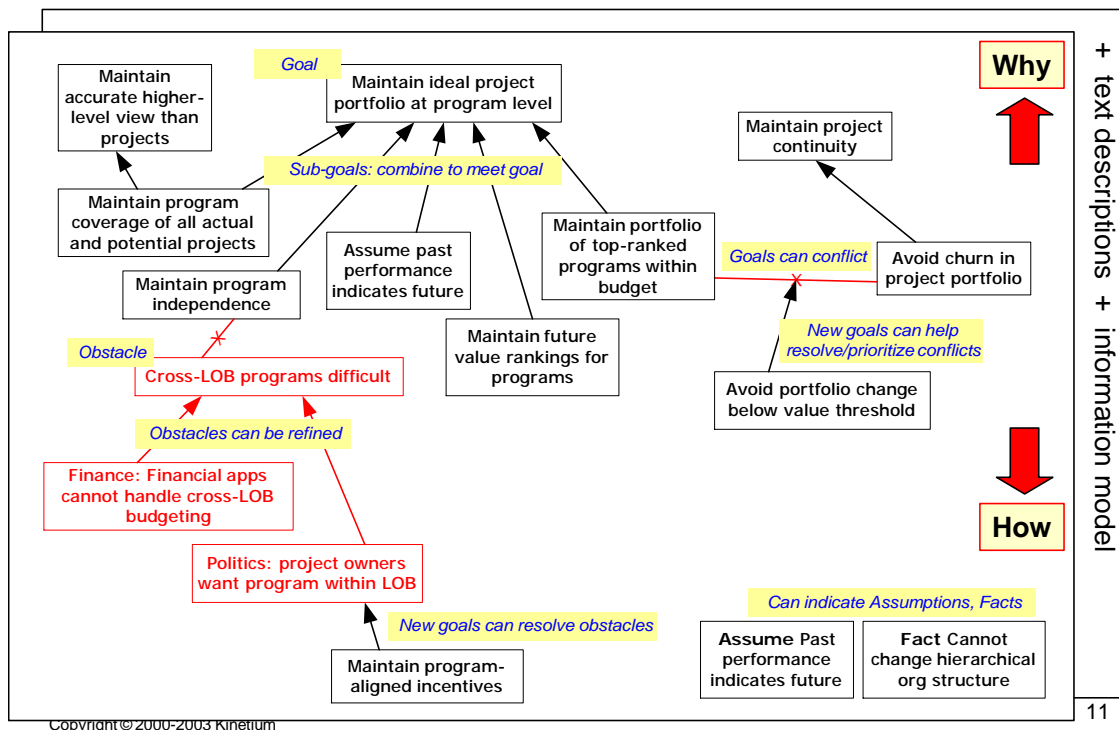 Goal
Why
Maintain
accurate higher-
level view than
projects
Maintain ideal project
portfolio at program level
Maintain project
continuity
Sub-goals: combine to meet goal
Maintain program
coverage of all actual
and potential projects
Assume past
performance
indicates future
Maintain portfolio
of top-ranked
programs within
budget
Goals can conflict
Avoid churn in
project portfolio
Maintain program
independence
Maintain future
value rankings for
programs
New goals can help
resolve/prioritize conflicts
Obstacle
Cross-LOB programs difficult
Avoid portfolio change
below value threshold
Obstacles can be refined
Finance: Financial apps
cannot handle cross-LOB
budgeting
How
Politics: project owners
want program within LOB
New goals can resolve obstacles
Maintain program-
aligned incentives
Can indicate Assumptions, Facts
Assume Past
performance
indicates future
Fact Cannot
change hierarchical
org structure
+ text descriptions + information model
11
Copyright © 2000-2003 Kinetium